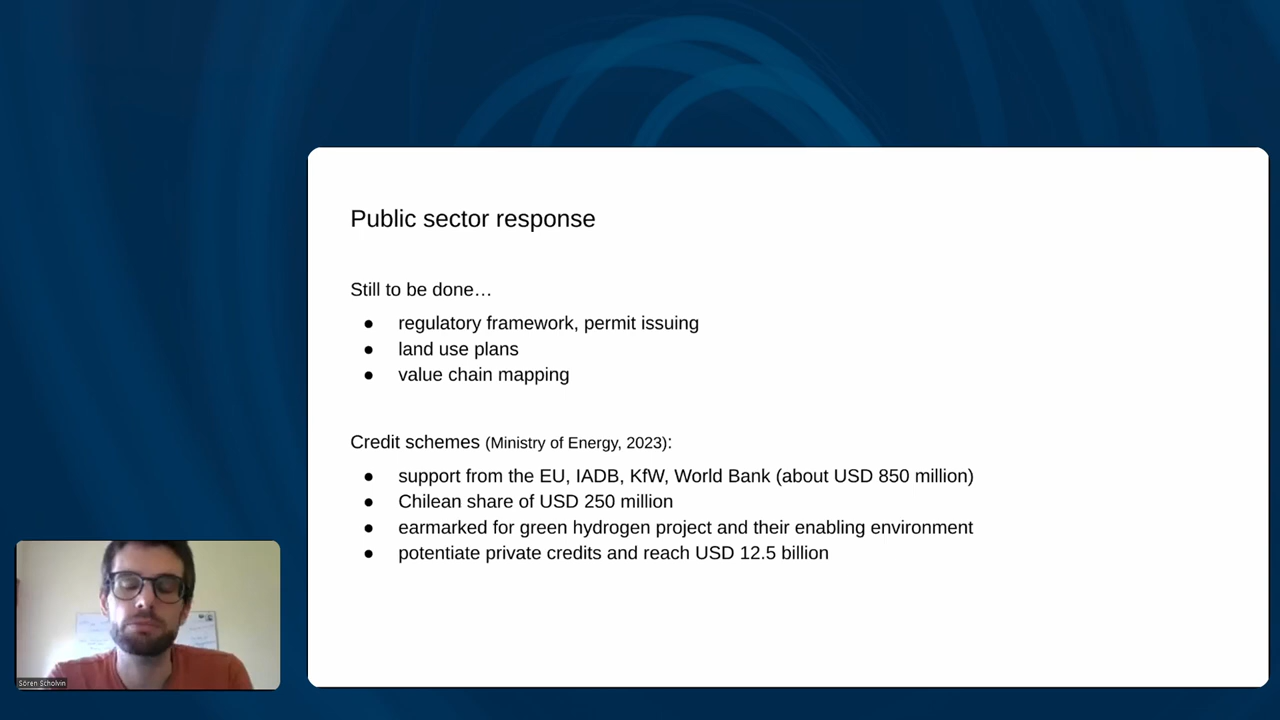 Public sector response
Still to be done…
● regulatory framework, permit issuing
● land use plans
● value chain mapping
Credit schemes (Ministry of Energy, 2023):
● support from the EU, IADB, KfW, World Bank (about USD 850 million)
● Chilean share of USD 250 million
● earmarked for green hydrogen project and their enabling environment
● potentiate private credits and reach USD 12.5 billion
Sören Scholvin